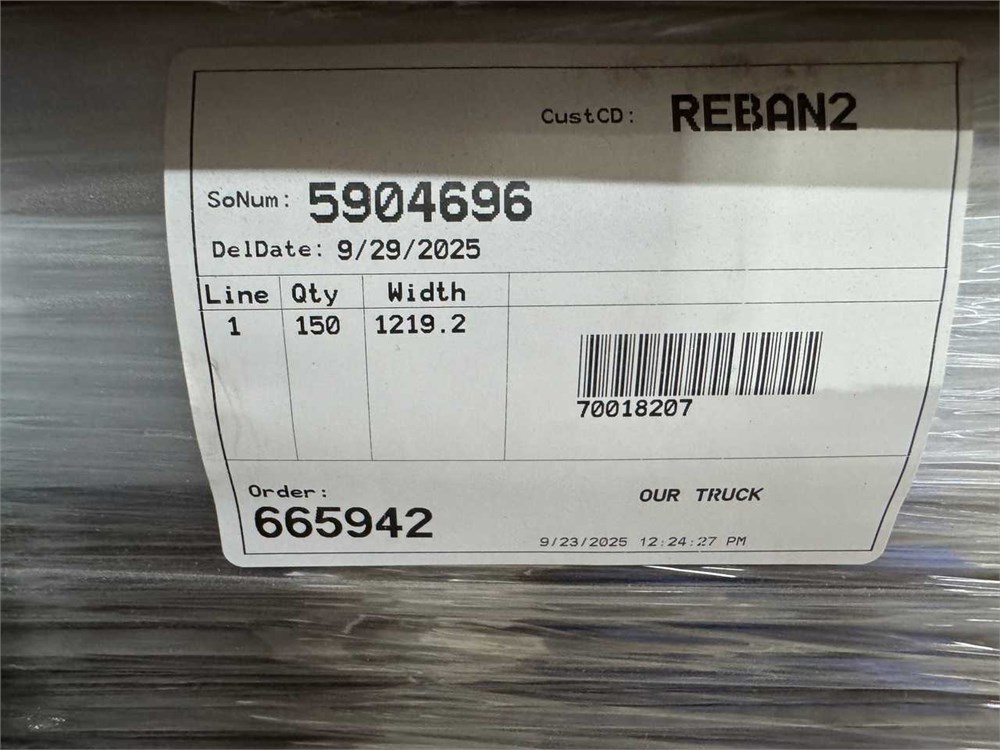 CustCD: REBAN2
SoNum: 5904696
DelDate: 9/29/2025
Line Qty Width
1 150 1219.2
70018207
Order: OUR TRUCK
665942
9/23/2025 12:24:27 PM